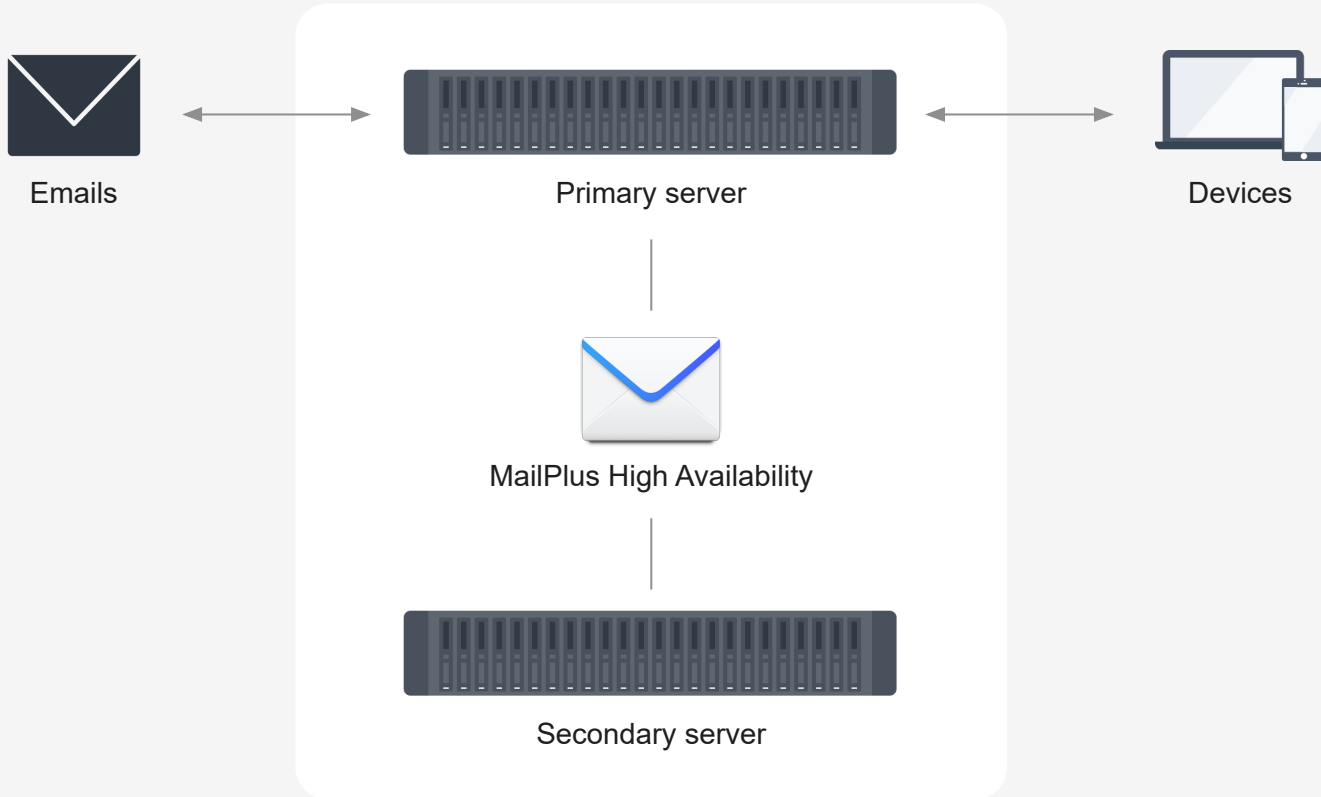 Emails
Primary server
Devices
MailPlus High Availability
Secondary server